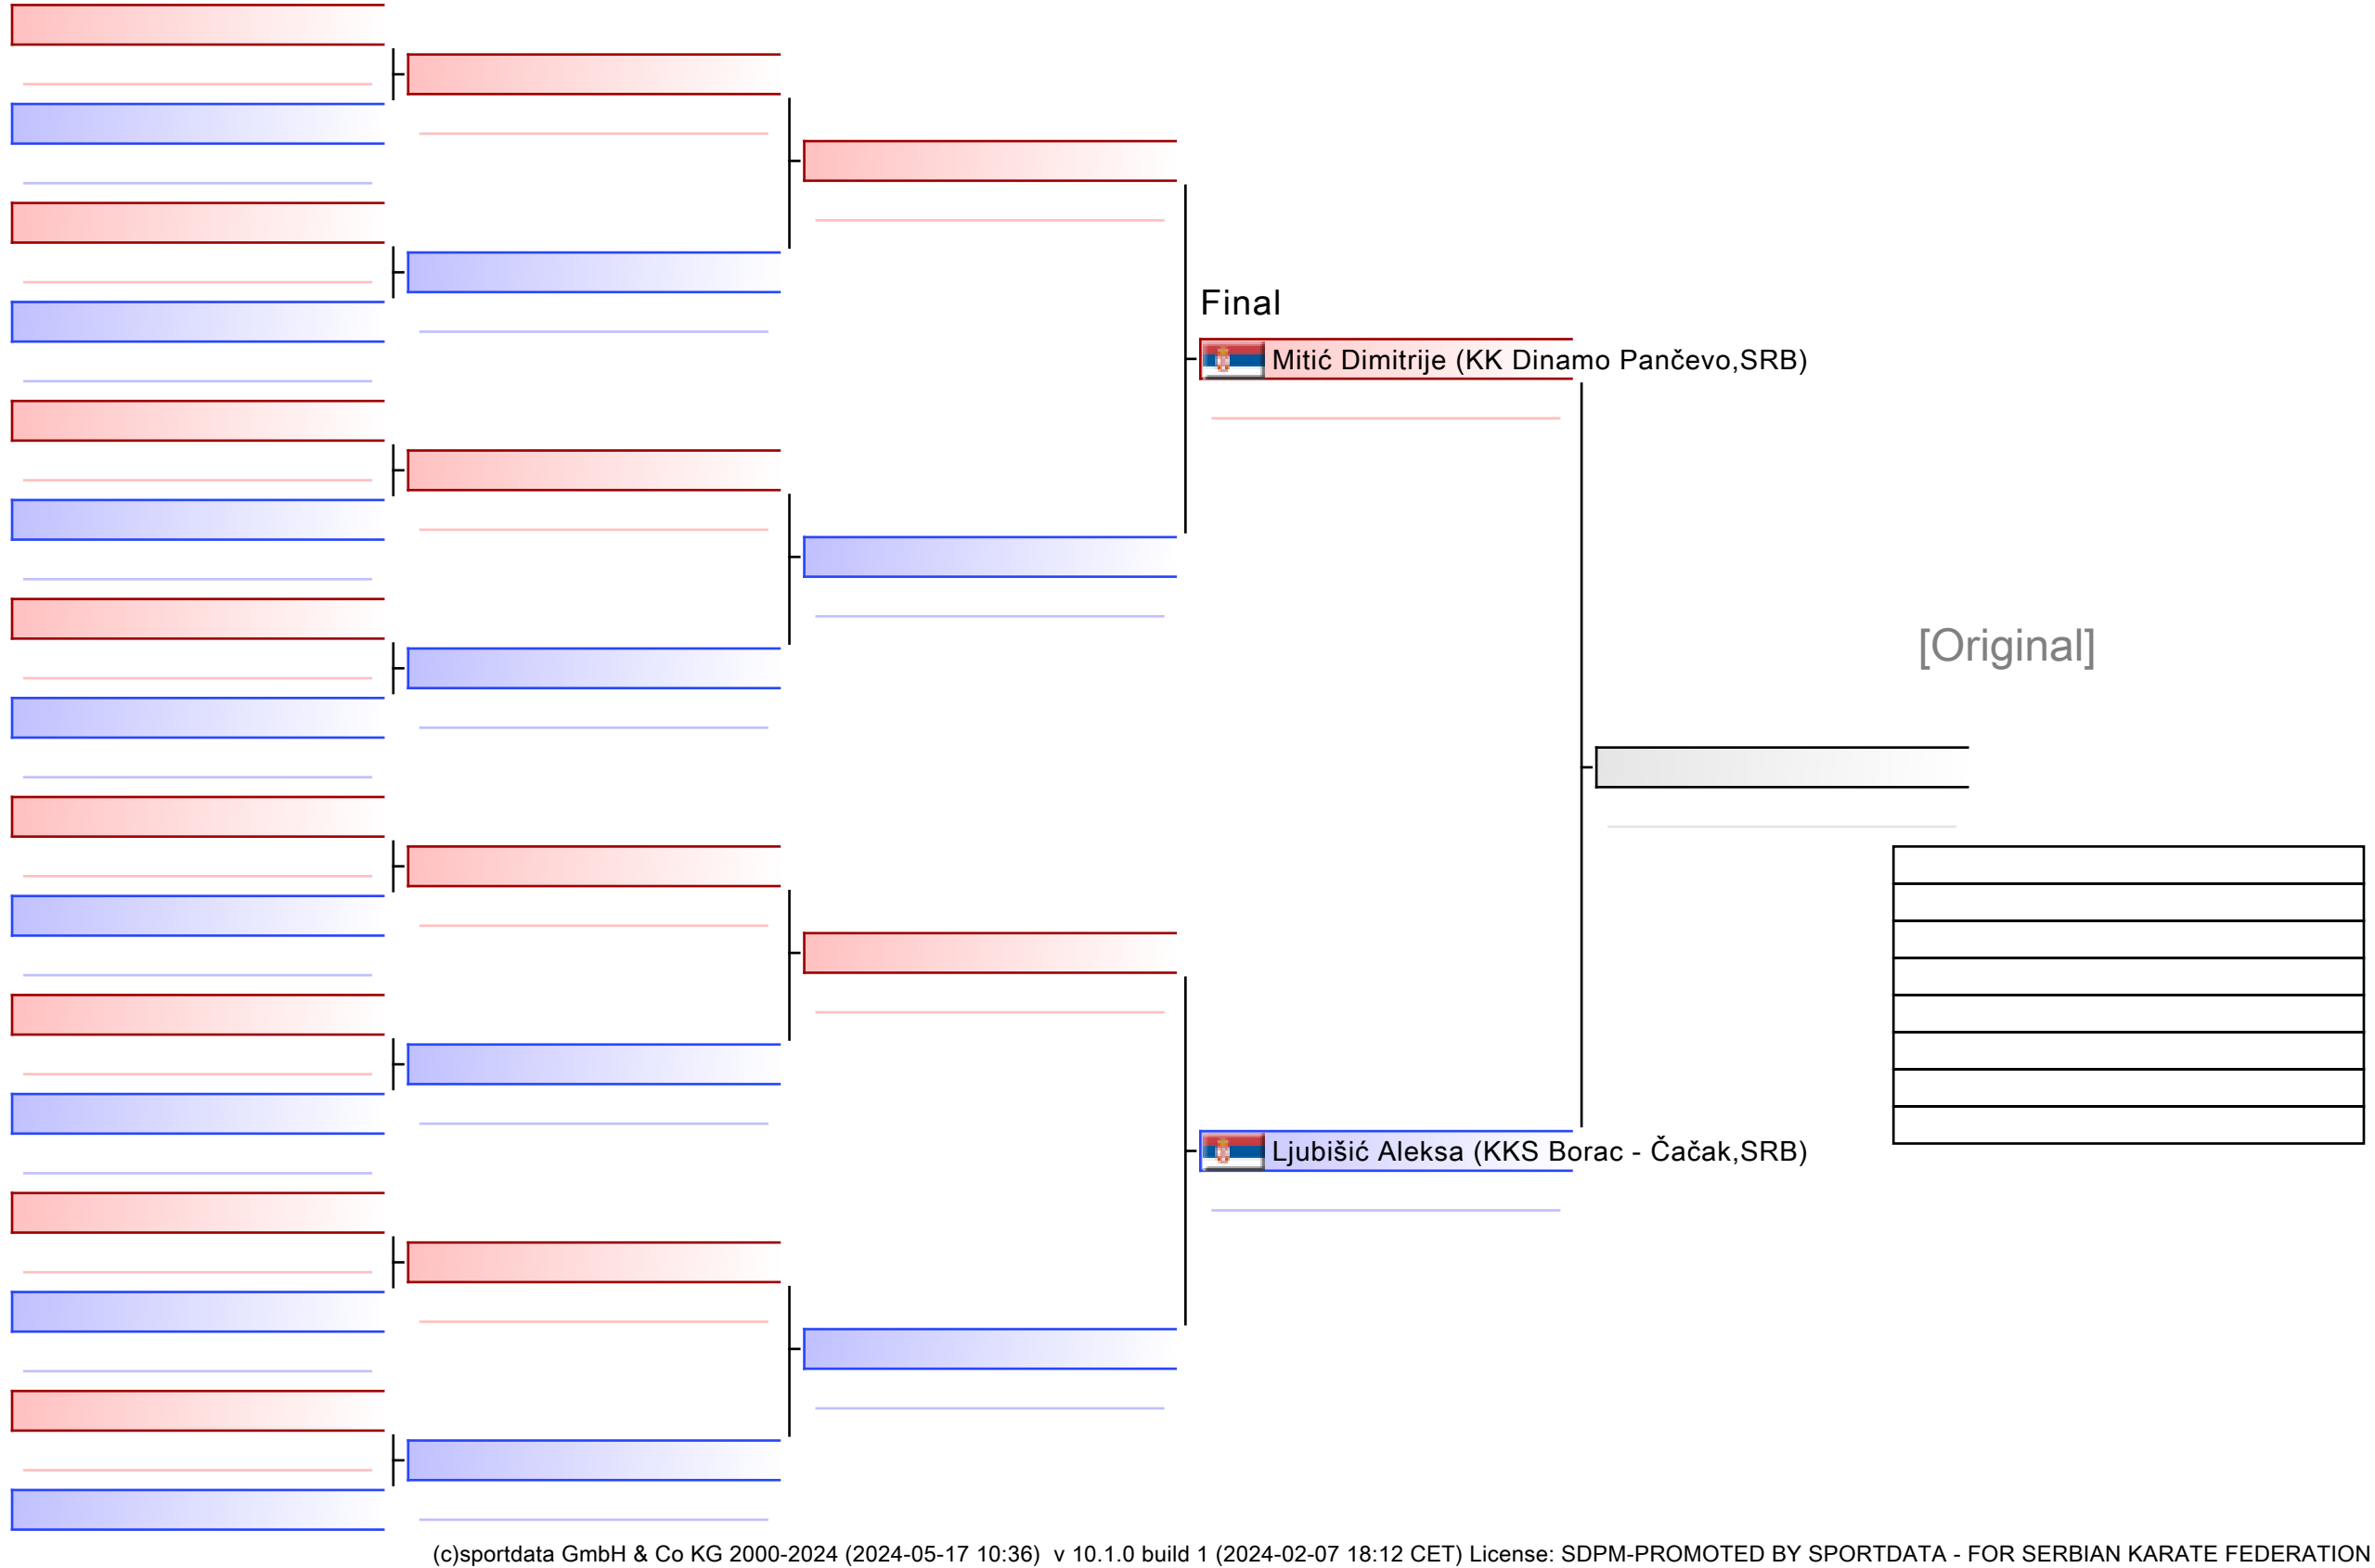 Final
Mitić Dimitrije (KK Dinamo Pančevo,SRB)
[Original]
Ljubišić Aleksa (KKS Borac - Čačak,SRB)
(c)sportdata GmbH & Co KG 2000-2024 (2024-05-17 10:36)  v 10.1.0 build 1 (2024-02-07 18:12 CET) License: SDPM-PROMOTED BY SPORTDATA - FOR SERBIAN KARATE FEDERATION